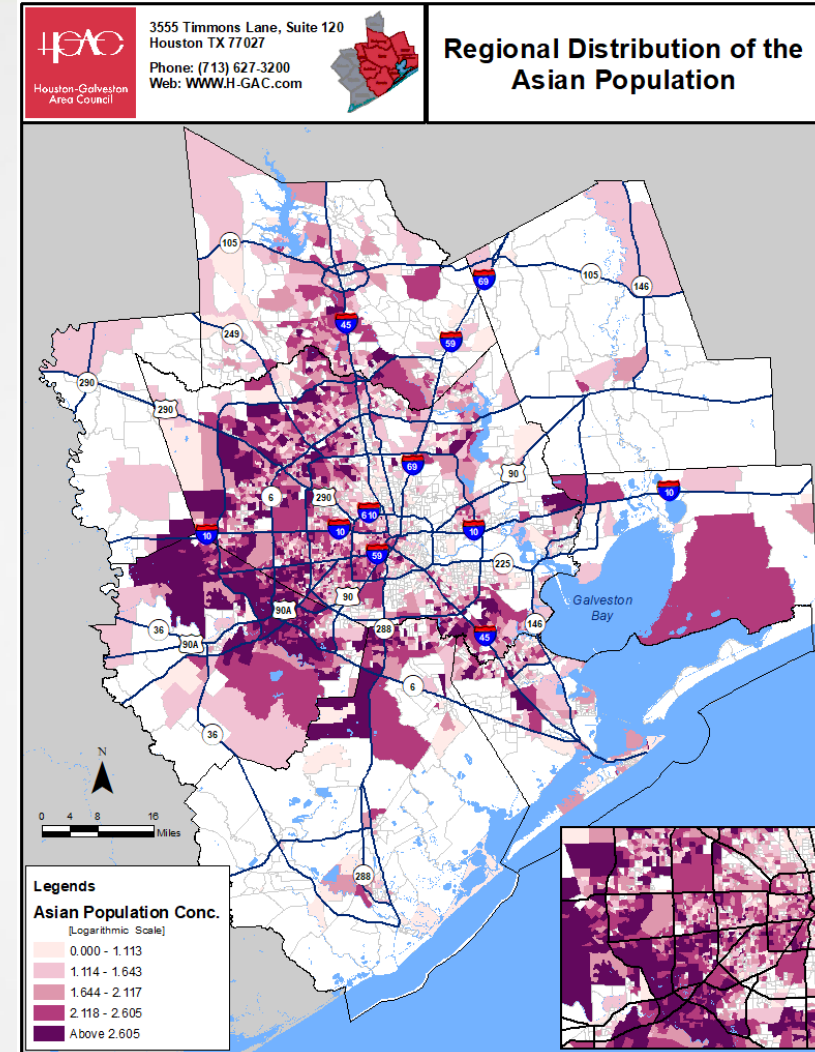 HGAC
Houston-Galveston
Area Council
3555 Timmons Lane, Suite 120
Houston TX 77027
Phone: (713) 627-3200
Web: WWW.H-GAC.com
Regional Distribution of the
Asian Population
105
69
105
146
45
249
59
290
290
69
90
6
290
610
10
10
10
10
59
225
90
90A
Galveston
Bay
36
288
146
90A
45
6
36
N
0 4 8 16
Miles
288
Legends
Asian Population Conc.
[Logarithmic Scale]
0.000 - 1.113
1.114 - 1.643
1.644 - 2.117
2.118 - 2.605
Above 2.605